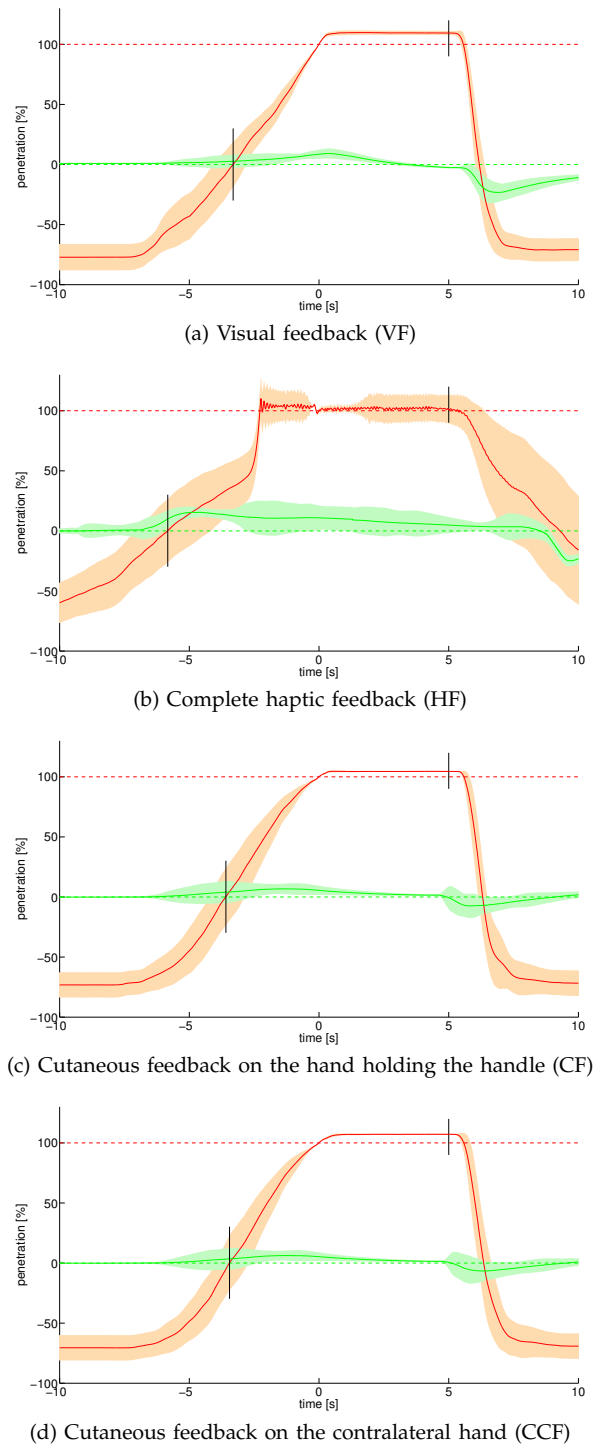 100
50
0
−50
−100
penetration [%]
−10 −5 0 5 10
time [s]
(a) Visual feedback (VF)
100
50
0
−50
−100
penetration [%]
−10 −5 0 5 10
time [s]
(b) Complete haptic feedback (HF)
100
50
0
−50
−100
penetration [%]
−10 −5 0 5 10
time [s]
(c) Cutaneous feedback on the hand holding the handle (CF)
100
50
0
−50
−100
penetration [%]
−10 −5 0 5 10
time [s]
(d) Cutaneous feedback on the contralateral hand (CCF)